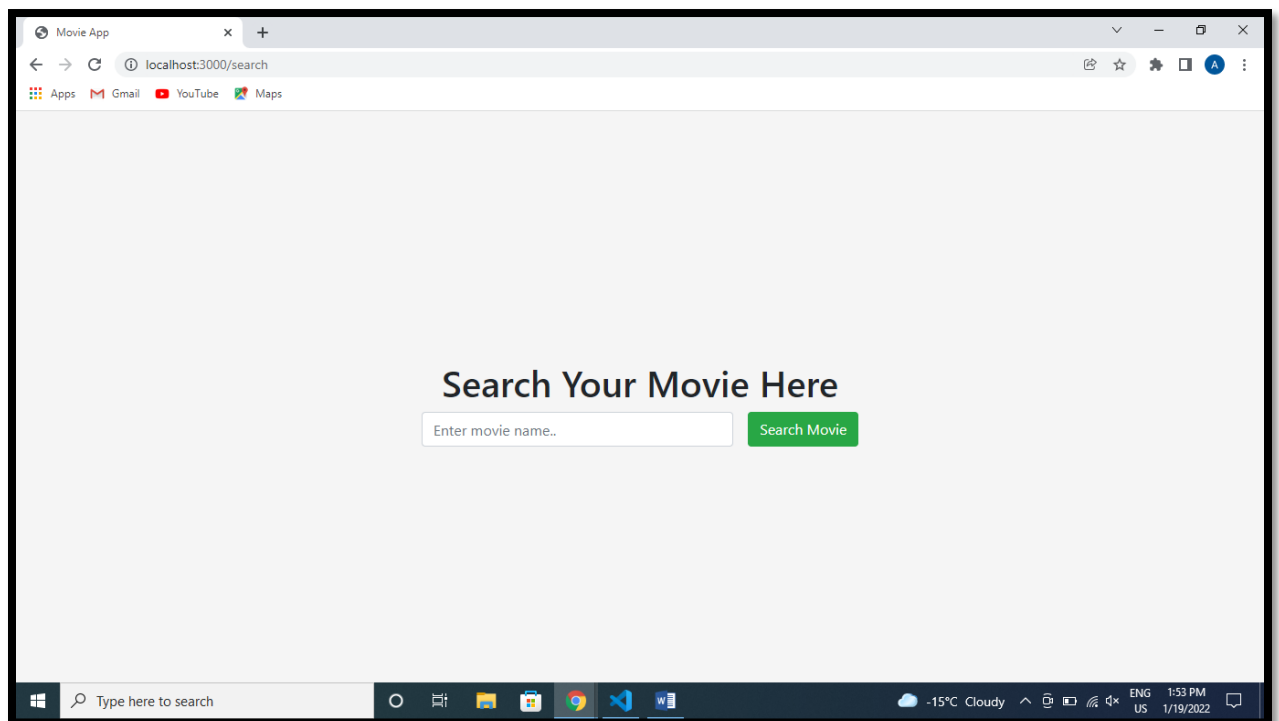 Movie App
localhost:3000/search
A
Apps Gmail YouTube Maps
Search Your Movie Here
Enter movie name.. Search Movie
Type here to search
W
-15°C Cloudy
ENG
US
1:53 PM
1/19/2022